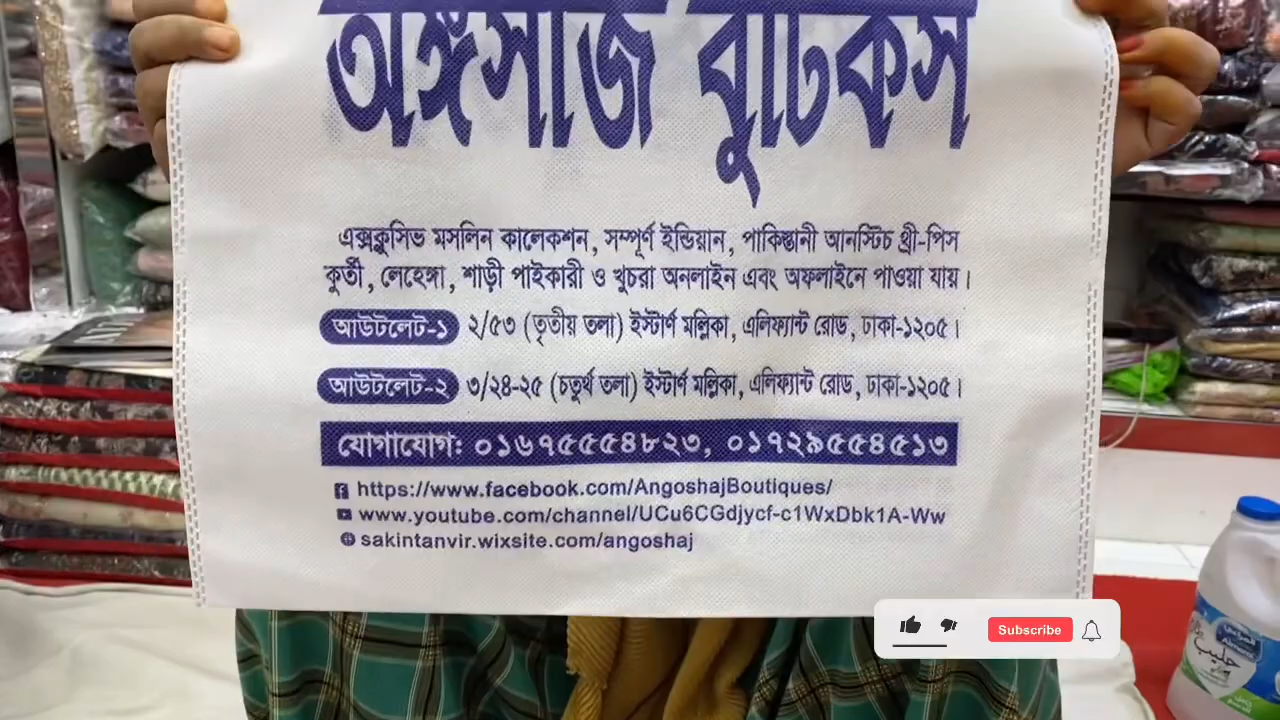 অঙ্গসাজ বুটিকস
এক্সক্লুসিভ মসলিন কালেকশন, সম্পূর্ণ ইন্ডিয়ান, পাকিস্তানী আনস্টিচ থ্রী-পিস
কুর্তী, লেহেঙ্গা, শাড়ী পাইকারী ও খুচরা অনলাইন এবং অফলাইনে পাওয়া যায়।
আউটলেট-১ ২/৫৩ (তৃতীয় তলা) ইস্টার্ণ মল্লিকা, এলিফ্যান্ট রোড, ঢাকা-১২০৫।
আউটলেট-২ ৩/২৪-২৫ (চতুর্থ তলা) ইস্টার্ণ মল্লিকা, এলিফ্যান্ট রোড, ঢাকা-১২০৫।
যোগাযোগঃ ০১৬৭৫৫৫৪৮২৩, ০১৭২৯৫৫৪৫১৩
https://www.facebook.com/AngoshajBoutiques/
www.youtube.com/channel/UCu6CGdjycf-c1WxDbk1A-Ww
sakintanvir.wixsite.com/angoshaj
Subscribe
المراعي
Almarai
حليب